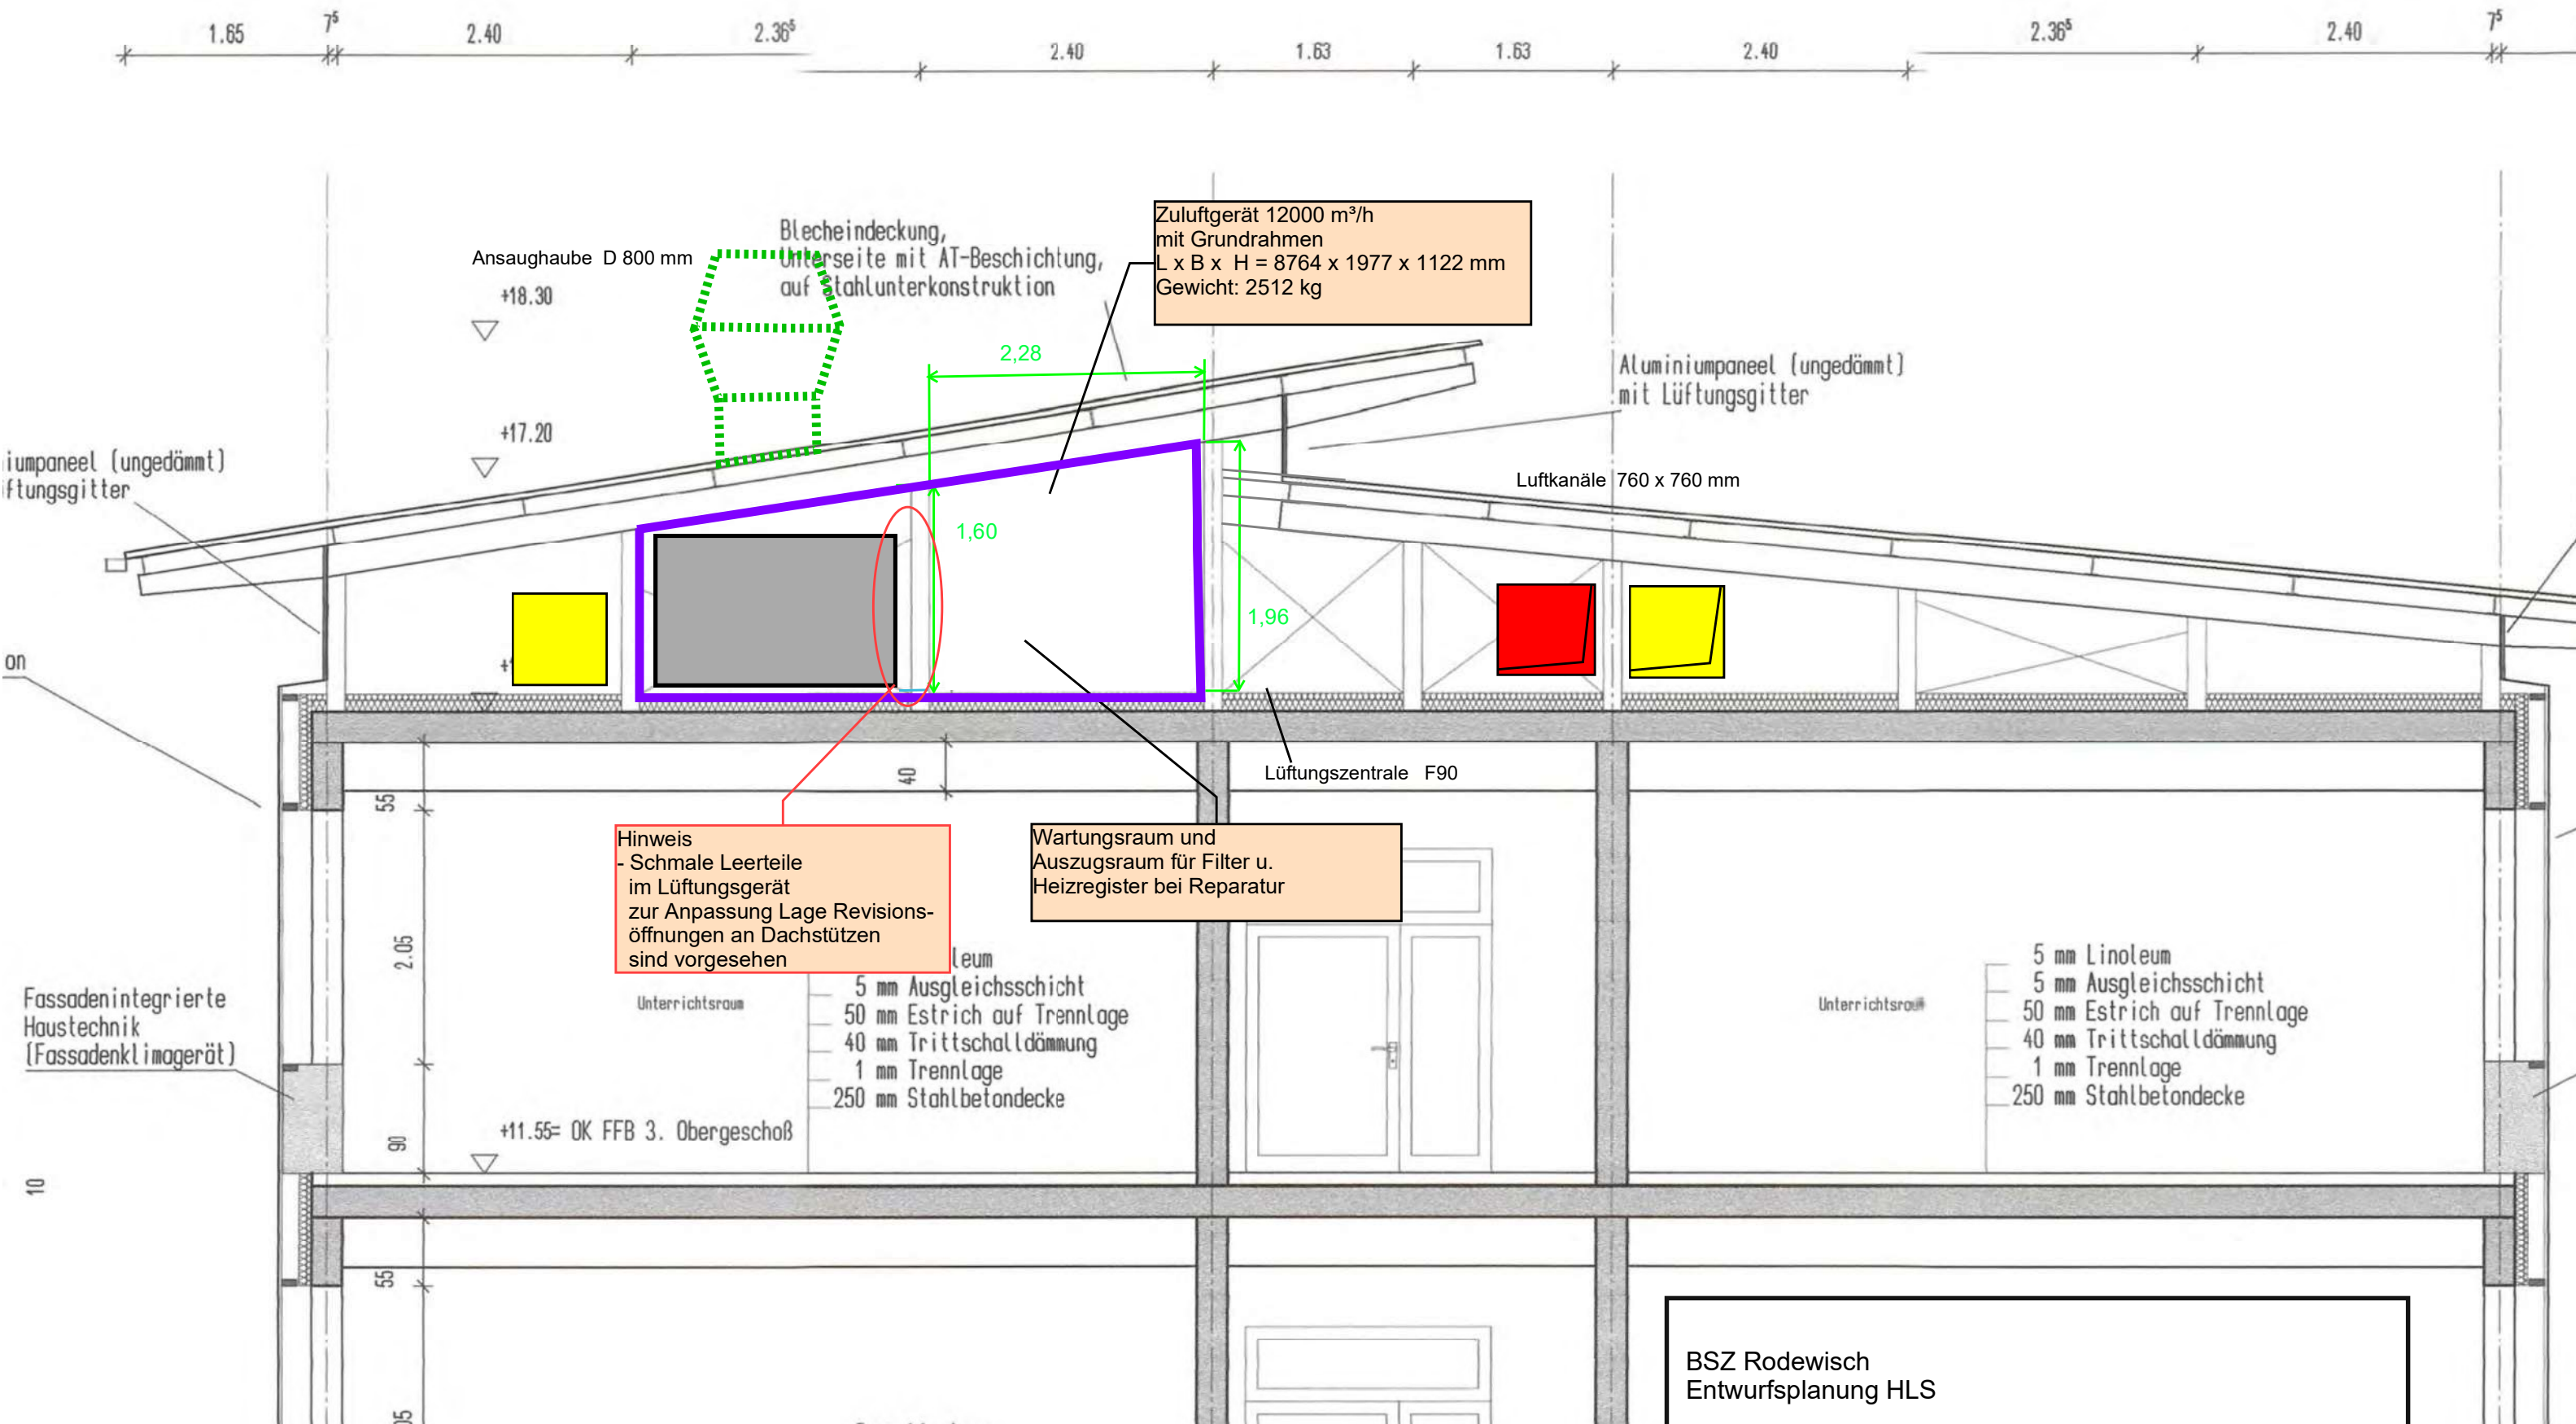 1.65
7⁵
2.40
2.36⁵
2.40
1.63
1.63
2.40
2.36⁵
2.40
7⁵
Zuluftgerät 12000 m³/h
mit Grundrahmen
L x B x H = 8764 x 1977 x 1122 mm
Gewicht: 2512 kg
Blecheindeckung,
Unterseite mit AT-Beschichtung,
auf Stahlunterkonstruktion
Ansaughaube D 800 mm
+18.30
2,28
Aluminiumpaneel (ungedämmt)
mit Lüftungsgitter
+17.20
iumpaneel (ungedämmt)
iftungsgitter
Luftkanäle 760 x 760 mm
1,60
1,96
on
40
55
Lüftungszentrale F90
Hinweis
- Schmale Leerteile
im Lüftungsgerät
zur Anpassung Lage Revisions-
öffnungen an Dachstützen
sind vorgesehen
Wartungsraum und
Auszugsraum für Filter u.
Heizregister bei Reparatur
2.05
leum
5 mm Ausgleichsschicht
50 mm Estrich auf Trennlage
40 mm Trittschalldämmung
1 mm Trennlage
250 mm Stahlbetondecke
Unterrichtsraum
5 mm Linoleum
5 mm Ausgleichsschicht
50 mm Estrich auf Trennlage
40 mm Trittschalldämmung
1 mm Trennlage
250 mm Stahlbetondecke
Unterrichtsraum
Fassadenintegrierte
Haustechnik
(Fassadenklimagerät)
90
+11.55= OK FFB 3. Obergeschoß
10
55
05
BSZ Rodewisch
Entwurfsplanung HLS